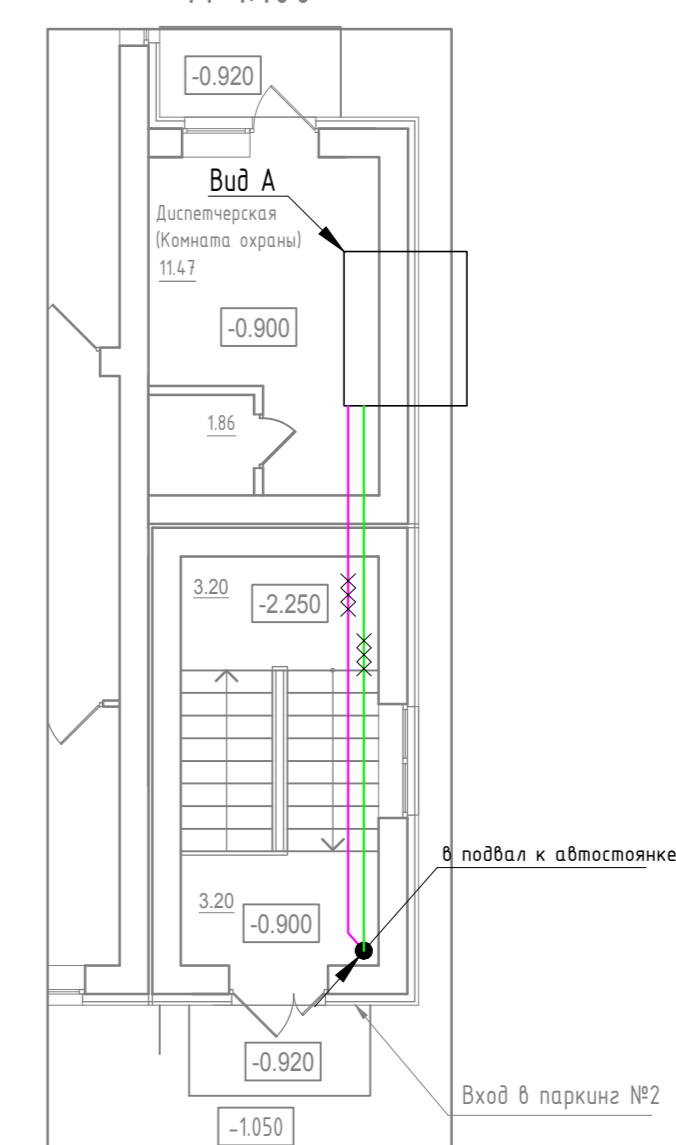 -0.920
Вид А
Диспетчерская
(Комната охраны)
11.47
-0.900
1.86
3.20
-2.250
в подвал к автостоянке
3.20
-0.900
-0.920
Вход в паркинг №2
-1.050